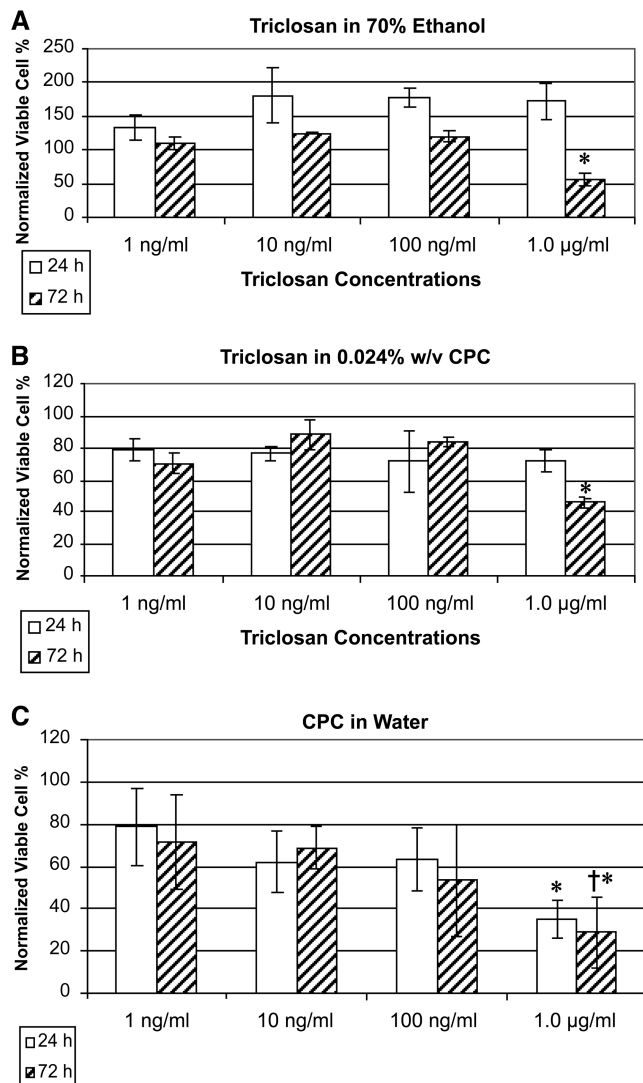 A
Triclosan in 70% Ethanol
Normalized Viable Cell %
250
200
150
100
50
0
1 ng/ml 10 ng/ml 100 ng/ml 1.0 µg/ml
24 h
72 h
Triclosan Concentrations
*
B
Triclosan in 0.024% w/v CPC
Normalized Viable Cell %
120
100
80
60
40
20
0
1 ng/ml 10 ng/ml 100 ng/ml 1.0 µg/ml
24 h
72 h
Triclosan Concentrations
*
C
CPC in Water
Normalized Viable Cell %
120
100
80
60
40
20
0
* †*
1 ng/ml 10 ng/ml 100 ng/ml 1.0 µg/ml
24 h
72 h